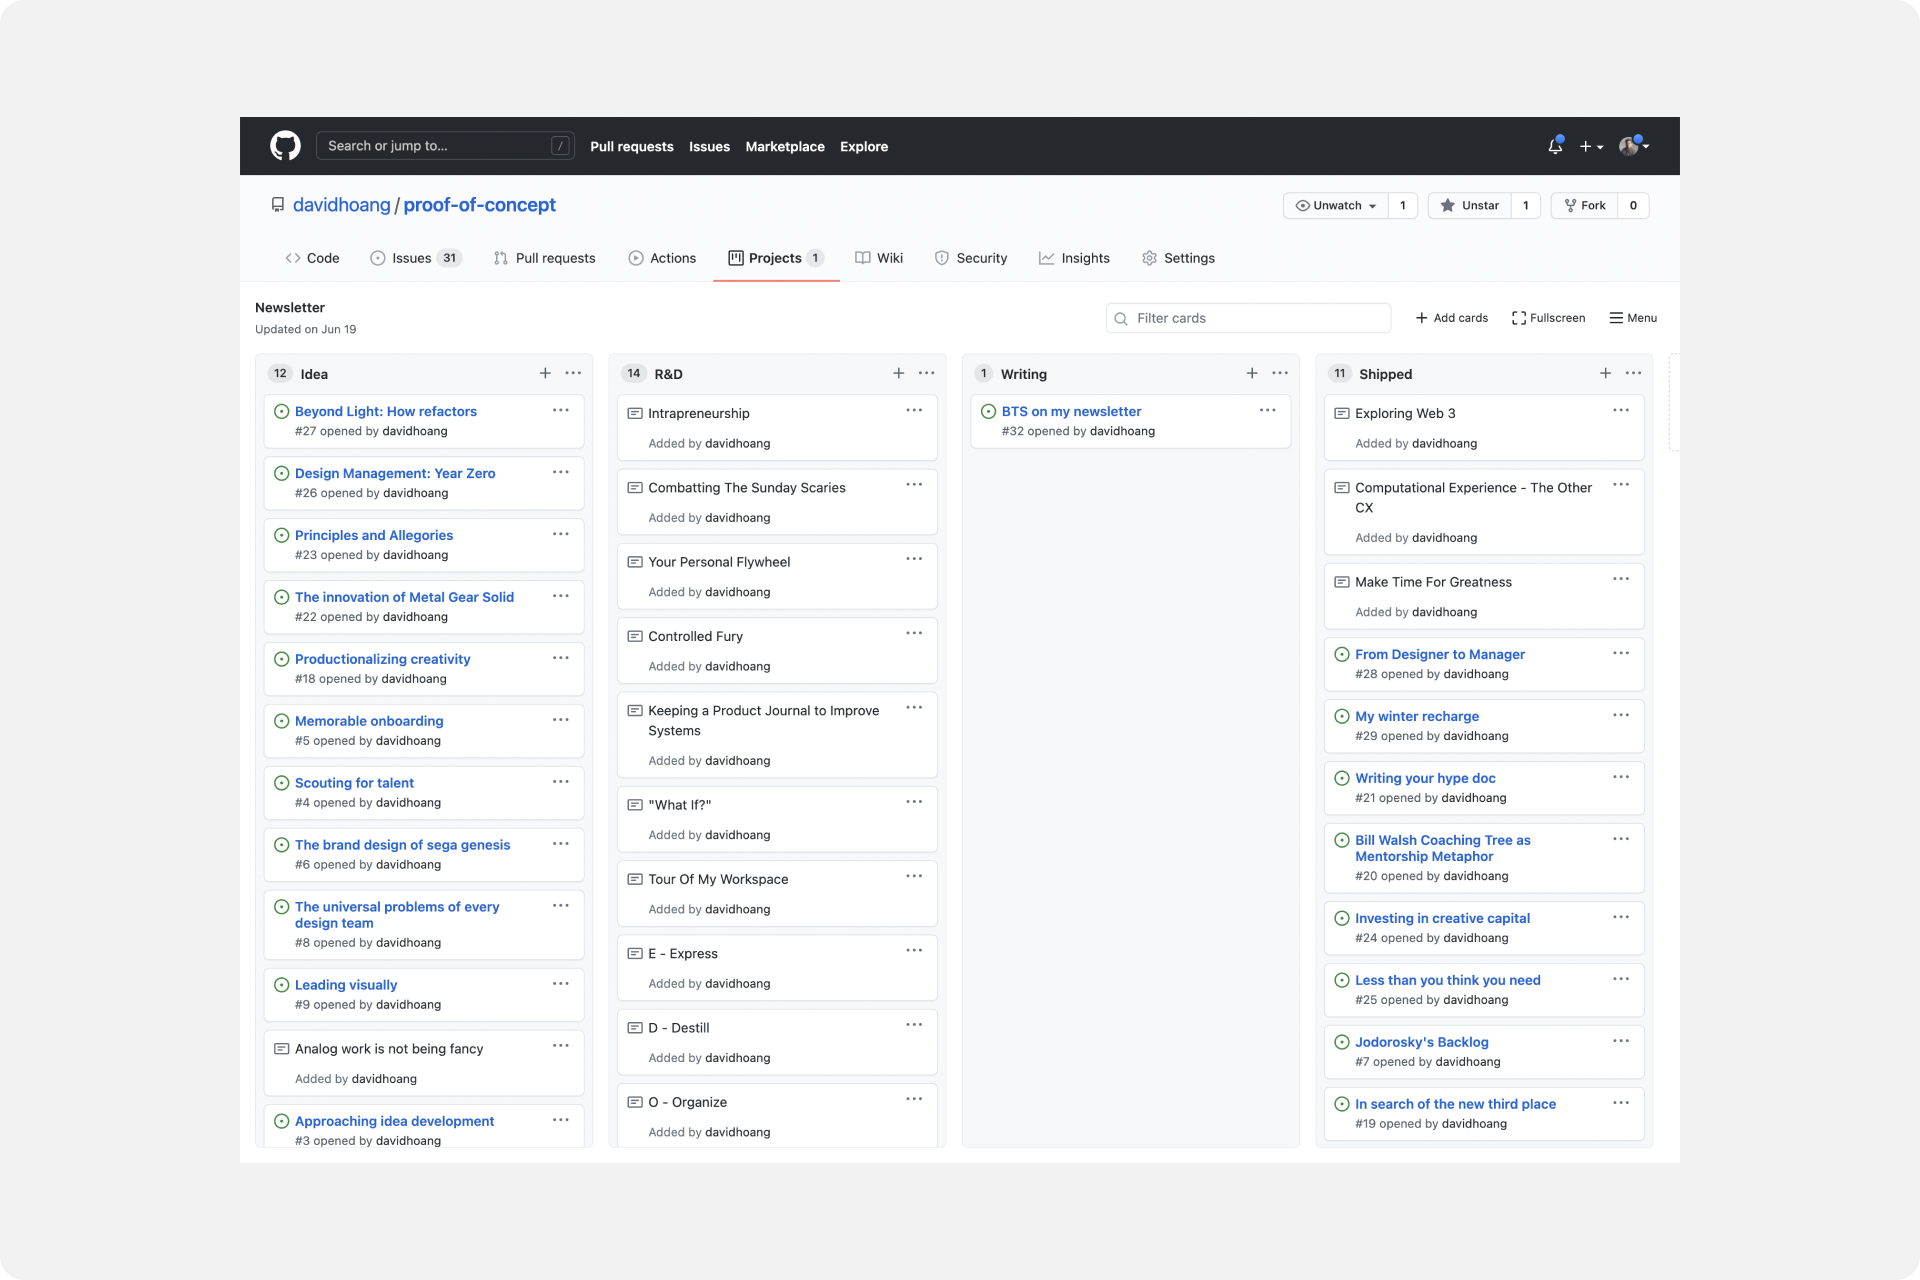 Search or jump to... /
Pull requests Issues Marketplace Explore
davidhoang / proof-of-concept
Unwatch 1 Unstar 1 Fork 0
Code Issues 31 Pull requests Actions Projects 1 Wiki Security Insights Settings
Newsletter
Updated on Jun 19
Filter cards
Add cards Fullscreen Menu
12 Idea
Beyond Light: How refactors
#27 opened by davidhoang
Design Management: Year Zero
#26 opened by davidhoang
Principles and Allegories
#23 opened by davidhoang
The innovation of Metal Gear Solid
#22 opened by davidhoang
Productionalizing creativity
#18 opened by davidhoang
Memorable onboarding
#5 opened by davidhoang
Scouting for talent
#4 opened by davidhoang
The brand design of sega genesis
#6 opened by davidhoang
The universal problems of every
design team
#8 opened by davidhoang
Leading visually
#9 opened by davidhoang
Analog work is not being fancy
Added by davidhoang
Approaching idea development
#3 opened by davidhoang
14 R&D
Intrapreneurship
Added by davidhoang
Combatting The Sunday Scaries
Added by davidhoang
Your Personal Flywheel
Added by davidhoang
Controlled Fury
Added by davidhoang
Keeping a Product Journal to Improve
Systems
Added by davidhoang
"What If?"
Added by davidhoang
Tour Of My Workspace
Added by davidhoang
E - Express
Added by davidhoang
D - Destill
Added by davidhoang
O - Organize
Added by davidhoang
1 Writing
BTS on my newsletter
#32 opened by davidhoang
11 Shipped
Exploring Web 3
Added by davidhoang
Computational Experience - The Other
CX
Added by davidhoang
Make Time For Greatness
Added by davidhoang
From Designer to Manager
#28 opened by davidhoang
My winter recharge
#29 opened by davidhoang
Writing your hype doc
#21 opened by davidhoang
Bill Walsh Coaching Tree as
Mentorship Metaphor
#20 opened by davidhoang
Investing in creative capital
#24 opened by davidhoang
Less than you think you need
#25 opened by davidhoang
Jodorosky's Backlog
#7 opened by davidhoang
In search of the new third place
#19 opened by davidhoang